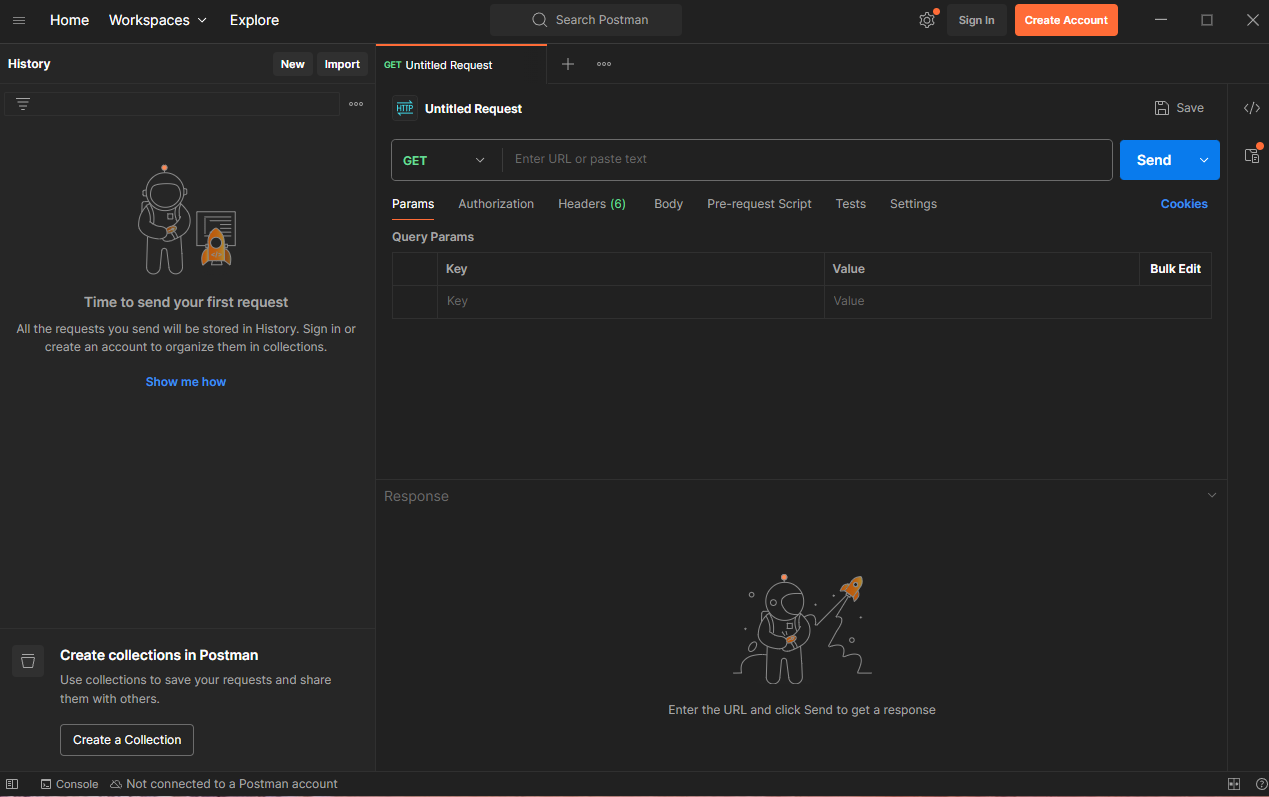 Home Workspaces Explore
Search Postman
Sign In
Create Account
History
New
Import
GET Untitled Request
HTTP Untitled Request
Save
GET
Enter URL or paste text
Send
Params Authorization Headers (6) Body Pre-request Script Tests Settings
Cookies
Query Params
Key Value Bulk Edit
Key Value
Time to send your first request
All the requests you send will be stored in History. Sign in or
create an account to organize them in collections.
Show me how
Response
Enter the URL and click Send to get a response
Create collections in Postman
Use collections to save your requests and share
them with others.
Create a Collection
Console Not connected to a Postman account